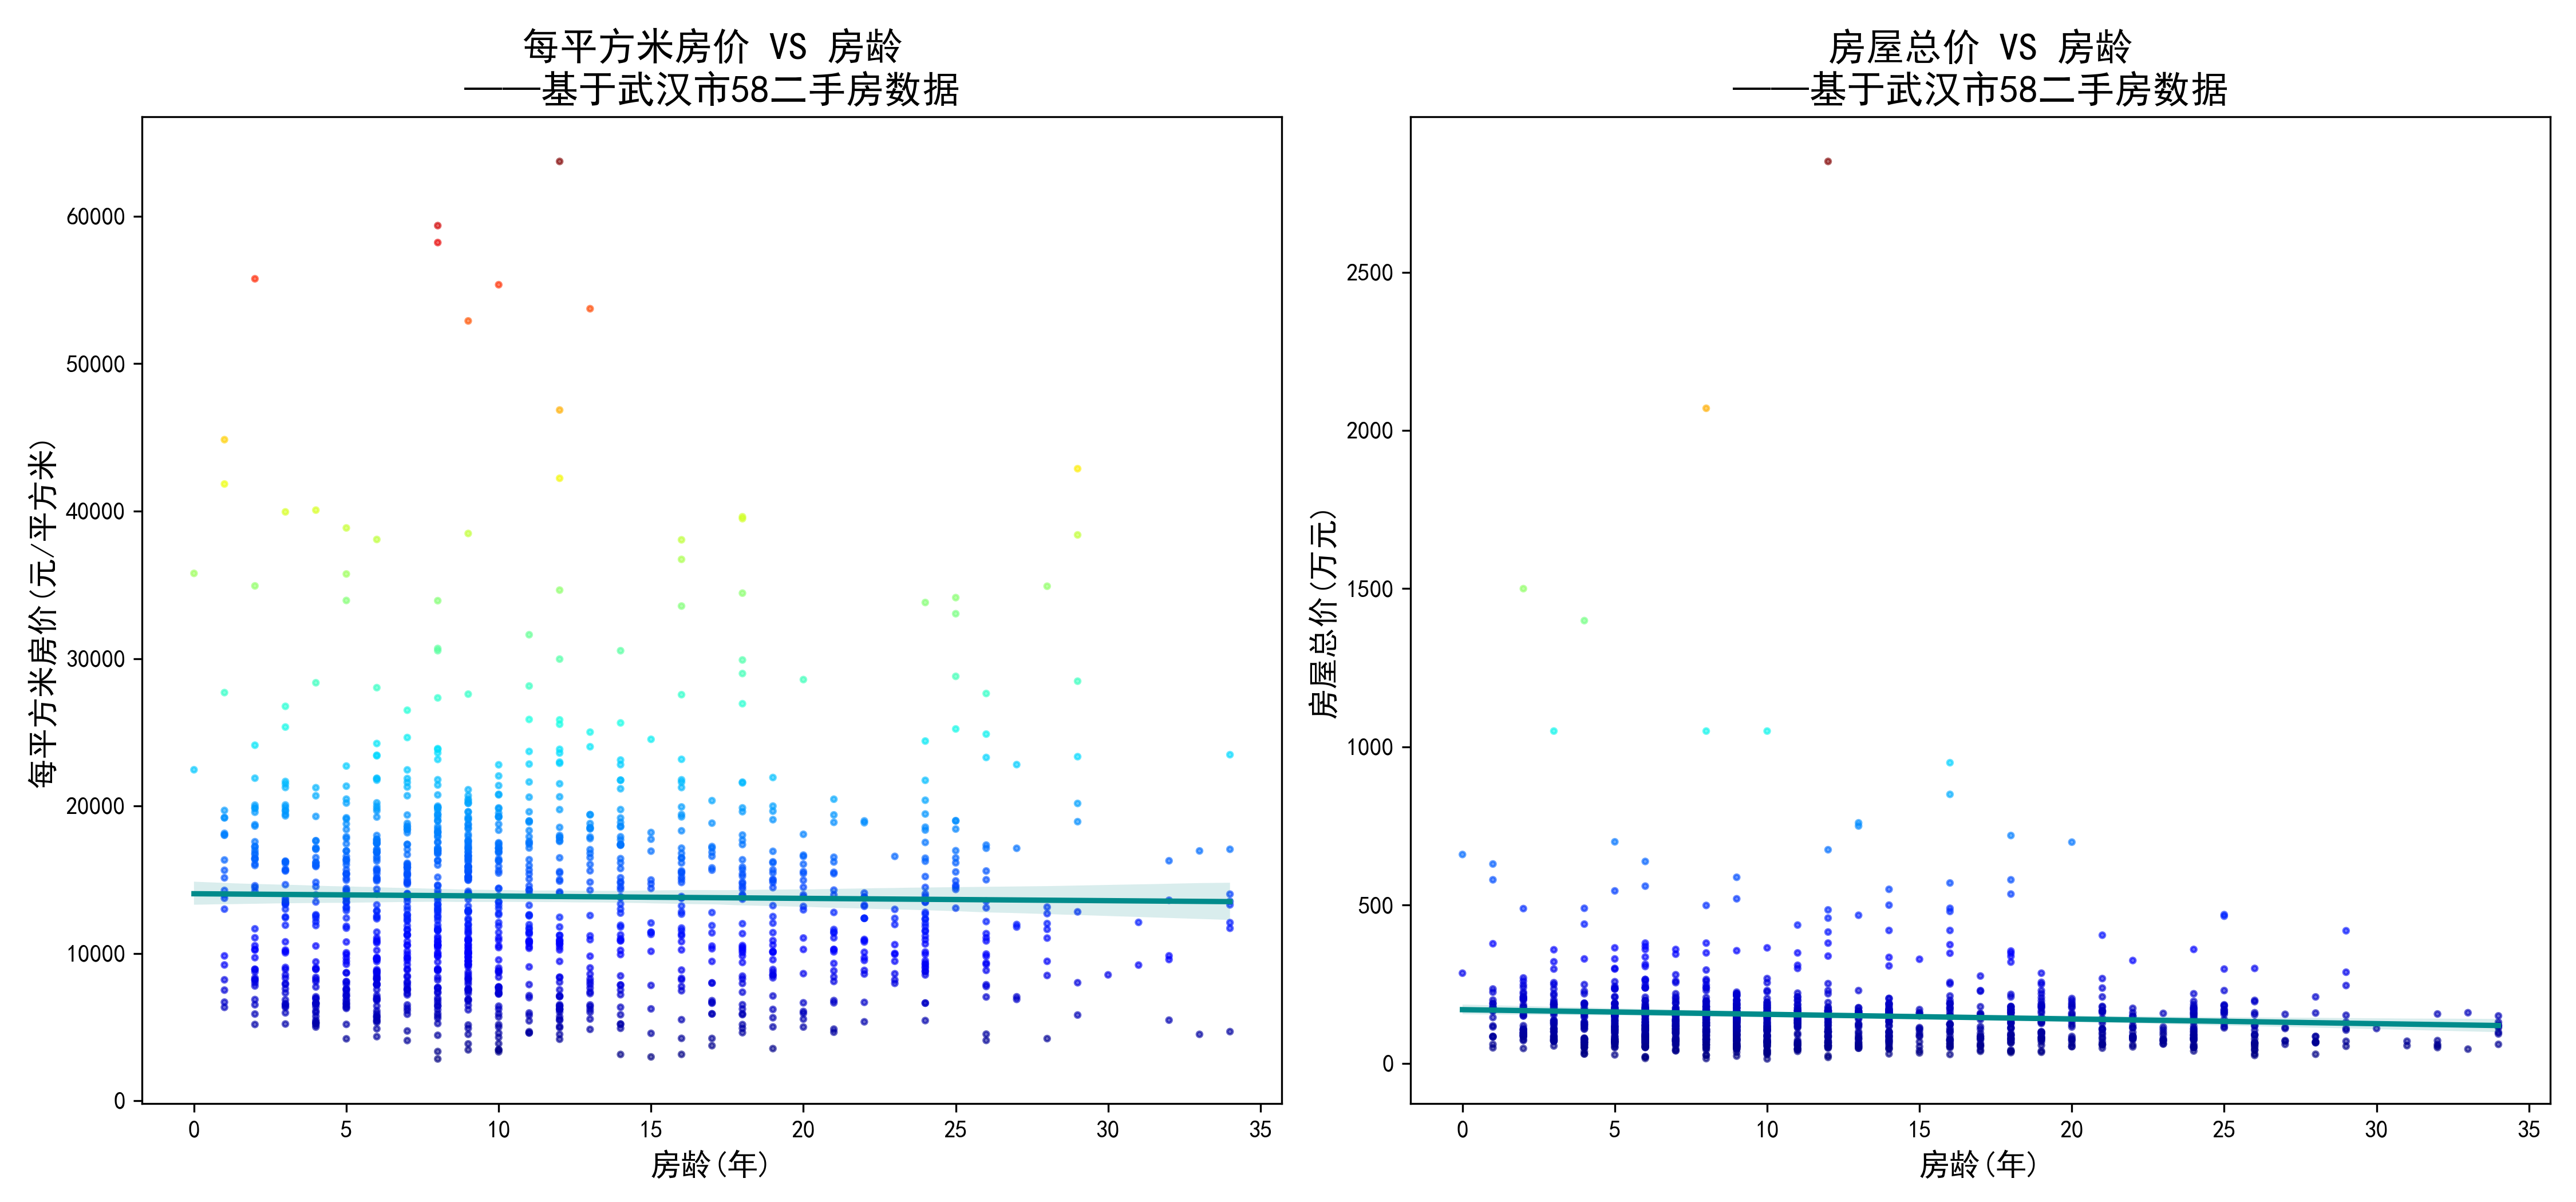 每平方米房价 VS 房龄
——基于武汉市58二手房数据
每平方米房价(元/平方米)
60000
50000
40000
30000
20000
10000
0
0 5 10 15 20 25 30 35
房龄(年)
房屋总价 VS 房龄
——基于武汉市58二手房数据
房屋总价(万元)
2500
2000
1500
1000
500
0
0 5 10 15 20 25 30 35
房龄(年)